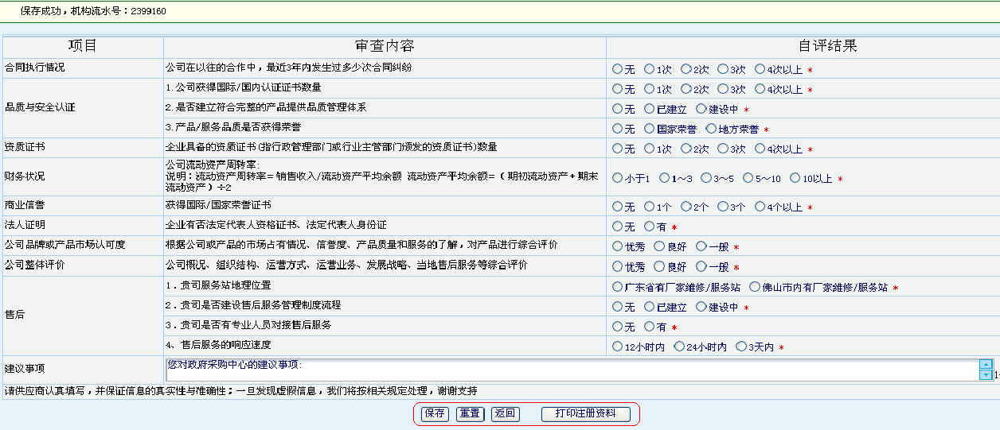 保存成功，机构流水号：2399160
项目 审查内容 自评结果
合同执行情况 公司在以往的合作中，最近3年内发生过多少次合同纠纷 无 1次 2次 3次 4次以上 *
品质与安全认证 1.公司获得国际/国内认证证书数量 无 1次 2次 3次 4次以上 *
2.是否建立符合完整的产品提供品质管理体系 无 已建立 建设中 *
3.产品/服务品质是否获得荣誉 无 国家荣誉 地方荣誉 *
资质证书 企业具备的资质证书(指行政管理部门或行业主管部门颁发的资质证书)数量 无 1次 2次 3次 4次以上 *
财务状况 公司流动资产周转率:
说明：流动资产周转率＝销售收入/流动资产平均余额 流动资产平均余额=（期初流动资产＋期末
流动资产）÷2 小于1 1～3 3～5 5～10 10以上 *
商业信誉 获得国际/国家荣誉证书 无 1个 2个 3个 4个以上 *
法人证明 企业有否法定代表人资格证书、法定代表人身份证 无 有 *
公司品牌或产品市场认可度 根据公司或产品的市场占有情况、信誉度、产品质量和服务的了解，对产品进行综合评价 优秀 良好 一般 *
公司整体评价 公司概况、组织结构、运营方式、运营业务、发展战略、当地售后服务等综合评价 优秀 良好 一般 *
售后 1．贵司服务站地理位置 广东省有厂家维修/服务站 佛山市内有厂家维修/服务站 *
2．贵司是否建设售后服务管理制度流程 无 已建立 建设中 *
3．贵司是否有专业人员对接售后服务 无 有 *
4、售后服务的响应速度 12小时内 24小时内 3天内 *
建议事项 您对政府采购中心的建议事项:
请供应商认真填写，并保证信息的真实性与准确性；一旦发现虚假信息，我们将按相关规定处理，谢谢支持
保存 重置 返回 打印注册资料